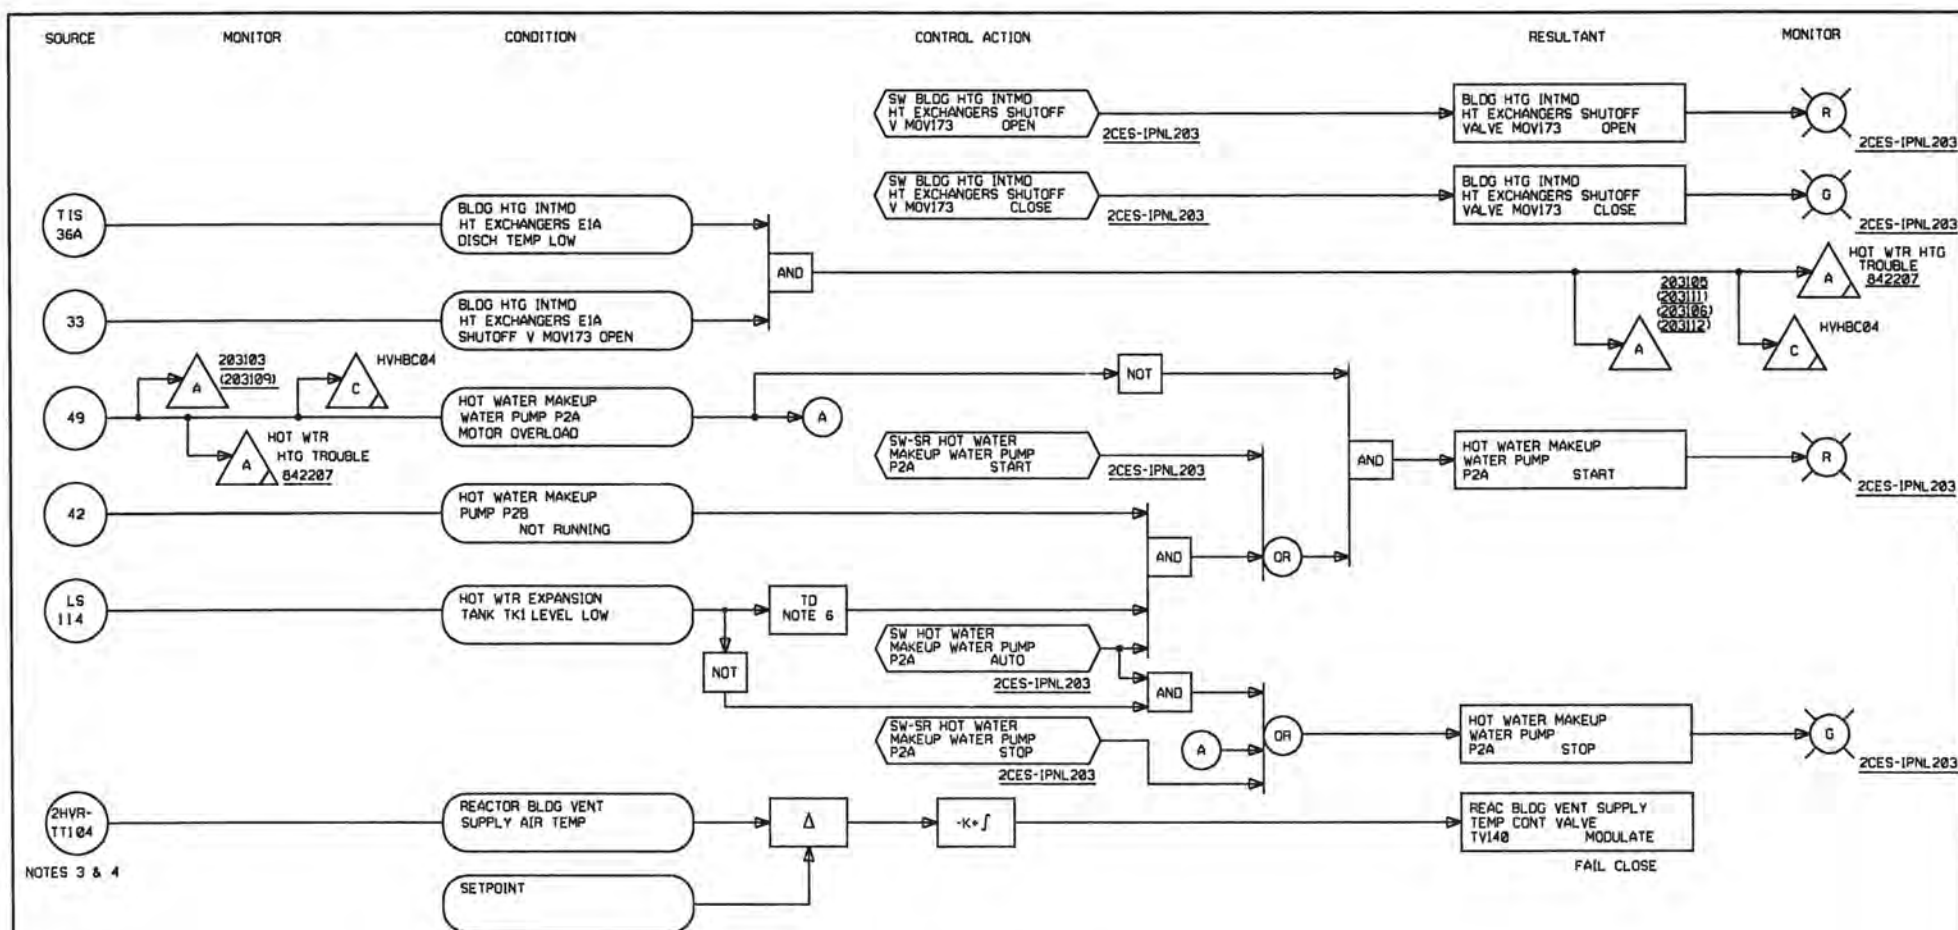 SOURCE MONITOR CONDITION CONTROL ACTION RESULTANT MONITOR
SW BLDG HTG INTMD
HT EXCHANGERS SHUTOFF
V MOV173 OPEN
2CES-IPNL203
BLDG HTG INTMD
HT EXCHANGERS SHUTOFF
VALVE MOV173 OPEN
R
2CES-IPNL203
SW BLDG HTG INTMD
HT EXCHANGERS SHUTOFF
V MOV173 CLOSE
2CES-IPNL203
BLDG HTG INTMD
HT EXCHANGERS SHUTOFF
VALVE MOV173 CLOSE
G
2CES-IPNL203
TIS
36A
BLDG HTG INTMD
HT EXCHANGERS E1A
DISCH TEMP LOW
AND
HOT WTR HTG
TROUBLE
842207
A
33
BLDG HTG INTMD
HT EXCHANGERS E1A
SHUTOFF V MOV173 OPEN
203105
(203111)
(203106)
(203112)
A
HVHBC04
C
203103
(203109)
A
HVHBC04
C
49
HOT WATER MAKEUP
WATER PUMP P2A
MOTOR OVERLOAD
A
NOT
HOT WTR
HTG TROUBLE
842207
A
SW-SR HOT WATER
MAKEUP WATER PUMP
P2A START
2CES-IPNL203
AND
HOT WATER MAKEUP
WATER PUMP
P2A START
R
2CES-IPNL203
42
HOT WATER MAKEUP
PUMP P2B
NOT RUNNING
AND
OR
LS
114
HOT WTR EXPANSION
TANK TK1 LEVEL LOW
TD
NOTE 6
NOT
SW HOT WATER
MAKEUP WATER PUMP
P2A AUTO
2CES-IPNL203
AND
SW-SR HOT WATER
MAKEUP WATER PUMP
P2A STOP
2CES-IPNL203
A
OR
HOT WATER MAKEUP
WATER PUMP
P2A STOP
G
2CES-IPNL203
2HVR-
TT104
NOTES 3 & 4
REACTOR BLDG VENT
SUPPLY AIR TEMP
Δ
-K+∫
REAC BLDG VENT SUPPLY
TEMP CONT VALVE
TV140 MODULATE
FAIL CLOSE
SETPOINT